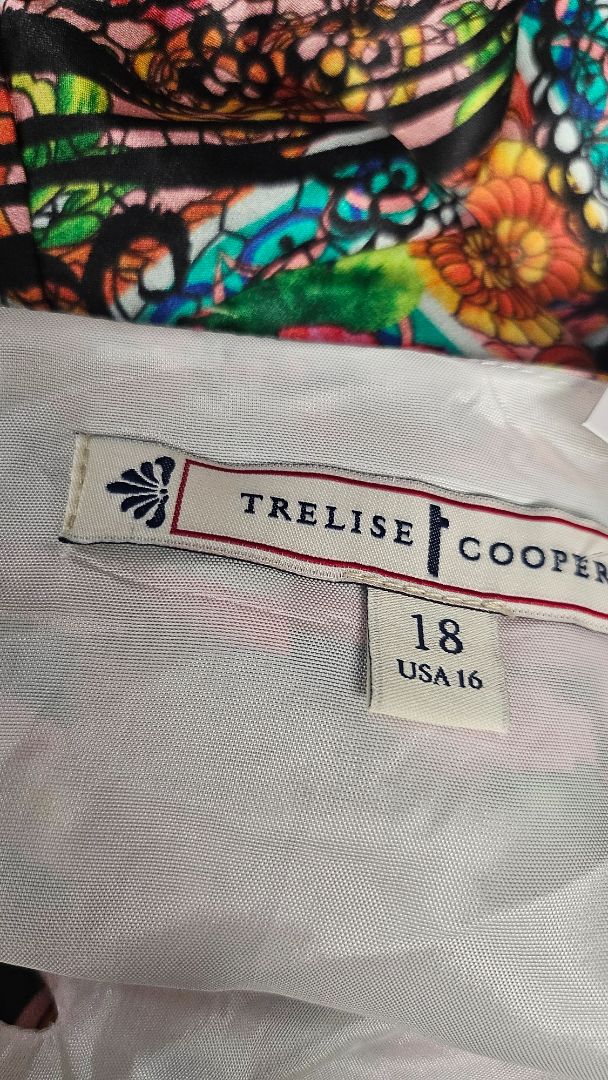 TRELISE COOPER
18
USA 16